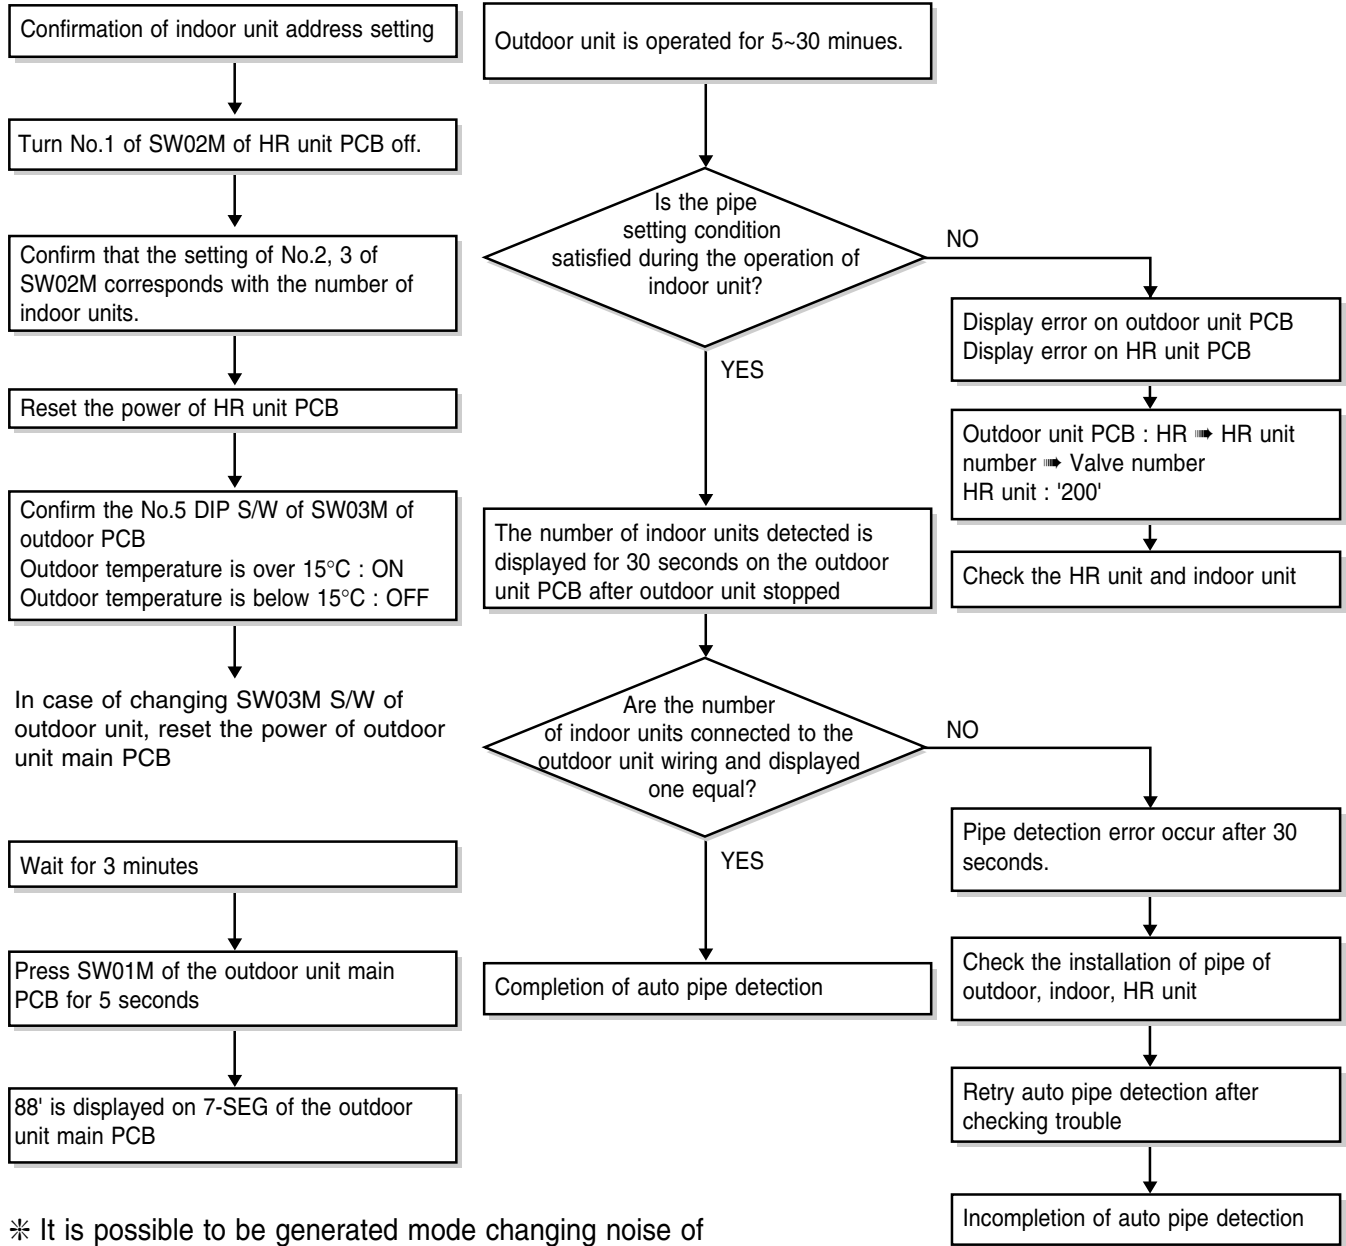 Confirmation of indoor unit address setting
Turn No.1 of SW02M of HR unit PCB off.
Confirm that the setting of No.2, 3 of
SW02M corresponds with the number of
indoor units.
Reset the power of HR unit PCB
Confirm the No.5 DIP S/W of SW03M of
outdoor PCB
Outdoor temperature is over 15°C : ON
Outdoor temperature is below 15°C : OFF
In case of changing SW03M S/W of
outdoor unit, reset the power of outdoor
unit main PCB
Wait for 3 minutes
Press SW01M of the outdoor unit main
PCB for 5 seconds
88' is displayed on 7-SEG of the outdoor
unit main PCB
Outdoor unit is operated for 5~30 minues.
Is the pipe
setting condition
satisfied during the operation of
indoor unit?
NO
YES
Display error on outdoor unit PCB
Display error on HR unit PCB
Outdoor unit PCB : HR ➠ HR unit
number ➠ Valve number
HR unit : '200'
Check the HR unit and indoor unit
The number of indoor units detected is
displayed for 30 seconds on the outdoor
unit PCB after outdoor unit stopped
Are the number
of indoor units connected to the
outdoor unit wiring and displayed
one equal?
NO
YES
Pipe detection error occur after 30
seconds.
Check the installation of pipe of
outdoor, indoor, HR unit
Retry auto pipe detection after
checking trouble
Incompletion of auto pipe detection
Completion of auto pipe detection
❈ It is possible to be generated mode changing noise of